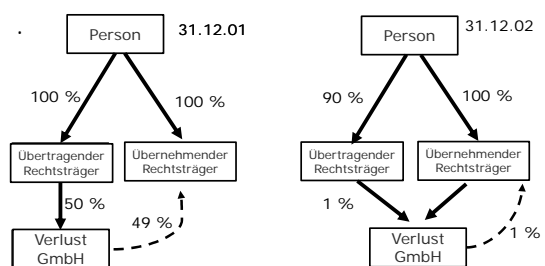 .
Person
31.12.01
100 %
100 %
Übertragender
Rechtsträger
Übernehmender
Rechtsträger
50 %
49 %
Verlust
GmbH
Person
31.12.02
90 %
100 %
Übertragender
Rechtsträger
Übernehmender
Rechtsträger
1 %
1 %
Verlust
GmbH